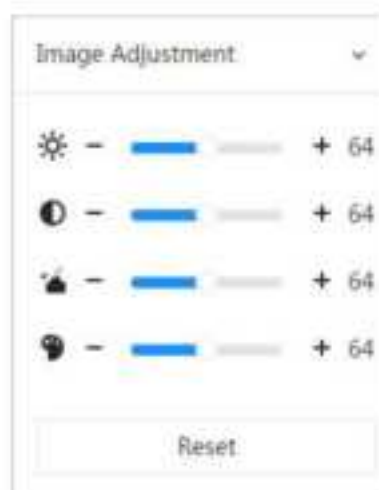 Image Adjustment
- + 64
- + 64
- + 64
- + 64
Reset